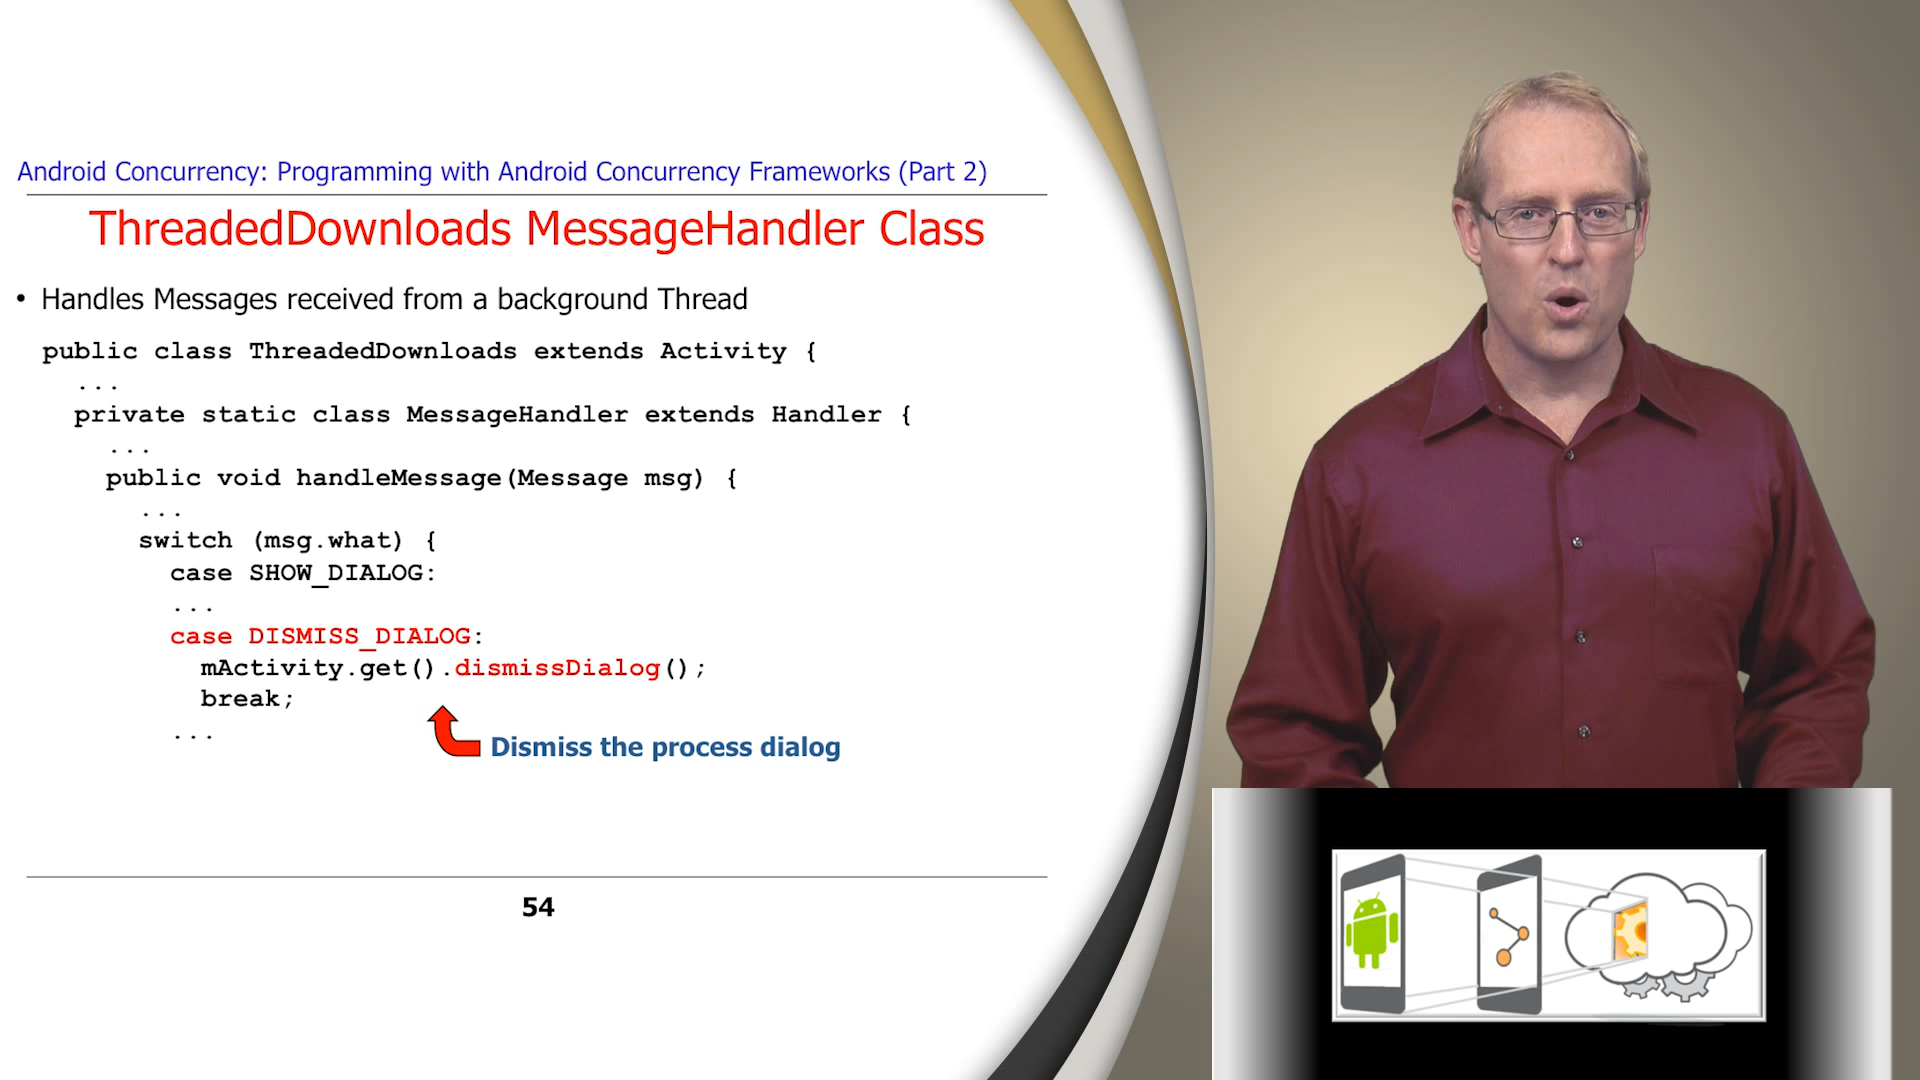 Android Concurrency: Programming with Android Concurrency Frameworks (Part 2)
ThreadedDownloads MessageHandler Class
• Handles Messages received from a background Thread
public class ThreadedDownloads extends Activity {
...
private static class MessageHandler extends Handler {
...
public void handleMessage(Message msg) {
...
switch (msg.what) {
case SHOW_DIALOG:
...
case DISMISS_DIALOG:
mActivity.get().dismissDialog();
break;
...
Dismiss the process dialog
54